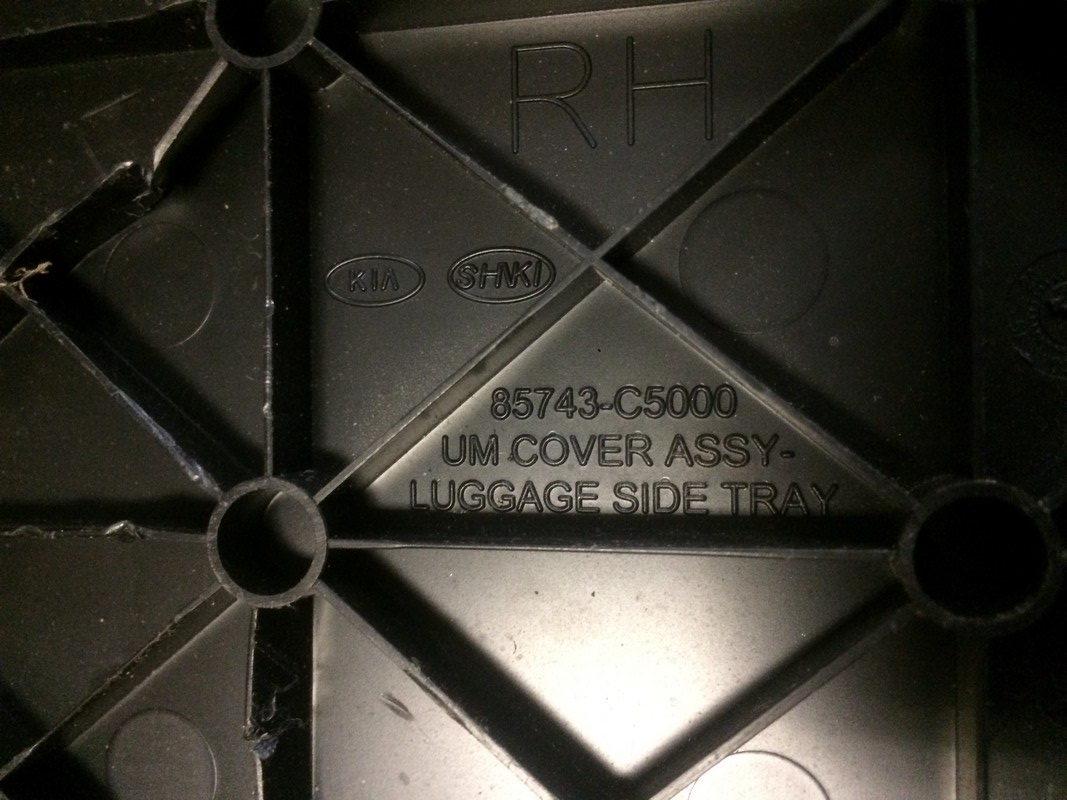 RH
KIA SHNKI
85743-C5000
UM COVER ASSY-
LUGGAGE SIDE TRAY